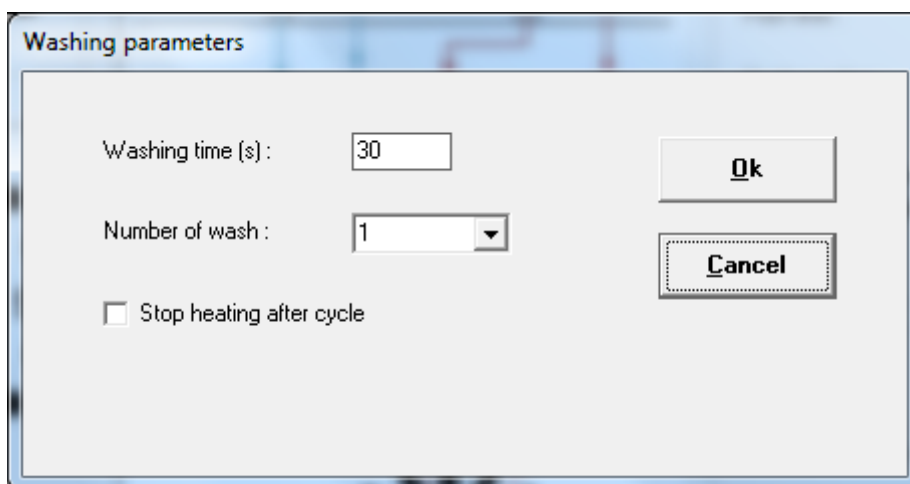 Washing parameters
Washing time (s) :
30
Ok
Number of wash :
1
Cancel
Stop heating after cycle